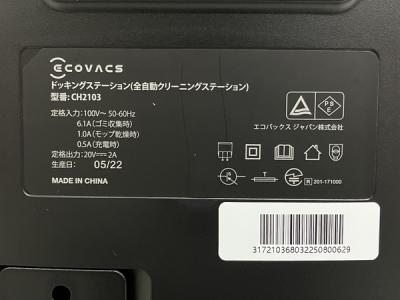 ECOVACS
ドッキングステーション(全自動クリーニングステーション)
型番: CH2103
定格入力: 100V～ 50-60Hz
6.1A(ゴミ収集時)
1.0A(モップ乾燥時)
0.5A(充電時)
定格出力: 20V⎓ 2A
生産日: 05/22
MADE IN CHINA
PSE
エコバックス ジャパン株式会社
R 201-171000
317210368032250800629